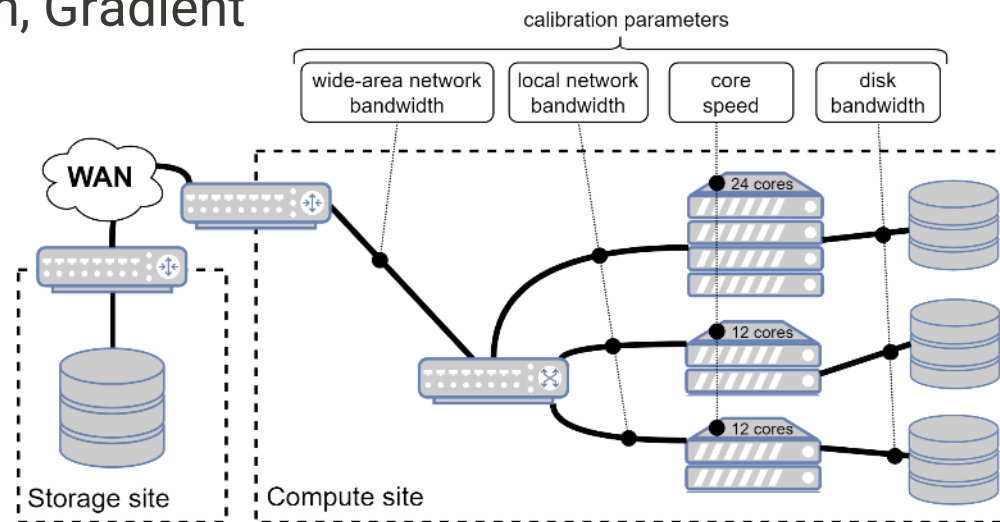 Gradient
calibration parameters
wide-area network
bandwidth
local network
bandwidth
core
speed
disk
bandwidth
WAN
24 cores
12 cores
12 cores
Storage site
Compute site